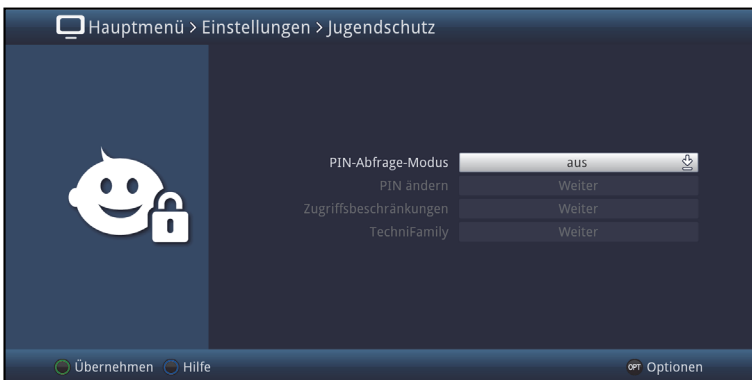 Hauptmenü > Einstellungen > Jugendschutz
PIN-Abfrage-Modus aus
PIN ändern Weiter
Zugriffsbeschränkungen Weiter
TechniFamily Weiter
Übernehmen Hilfe OPT Optionen